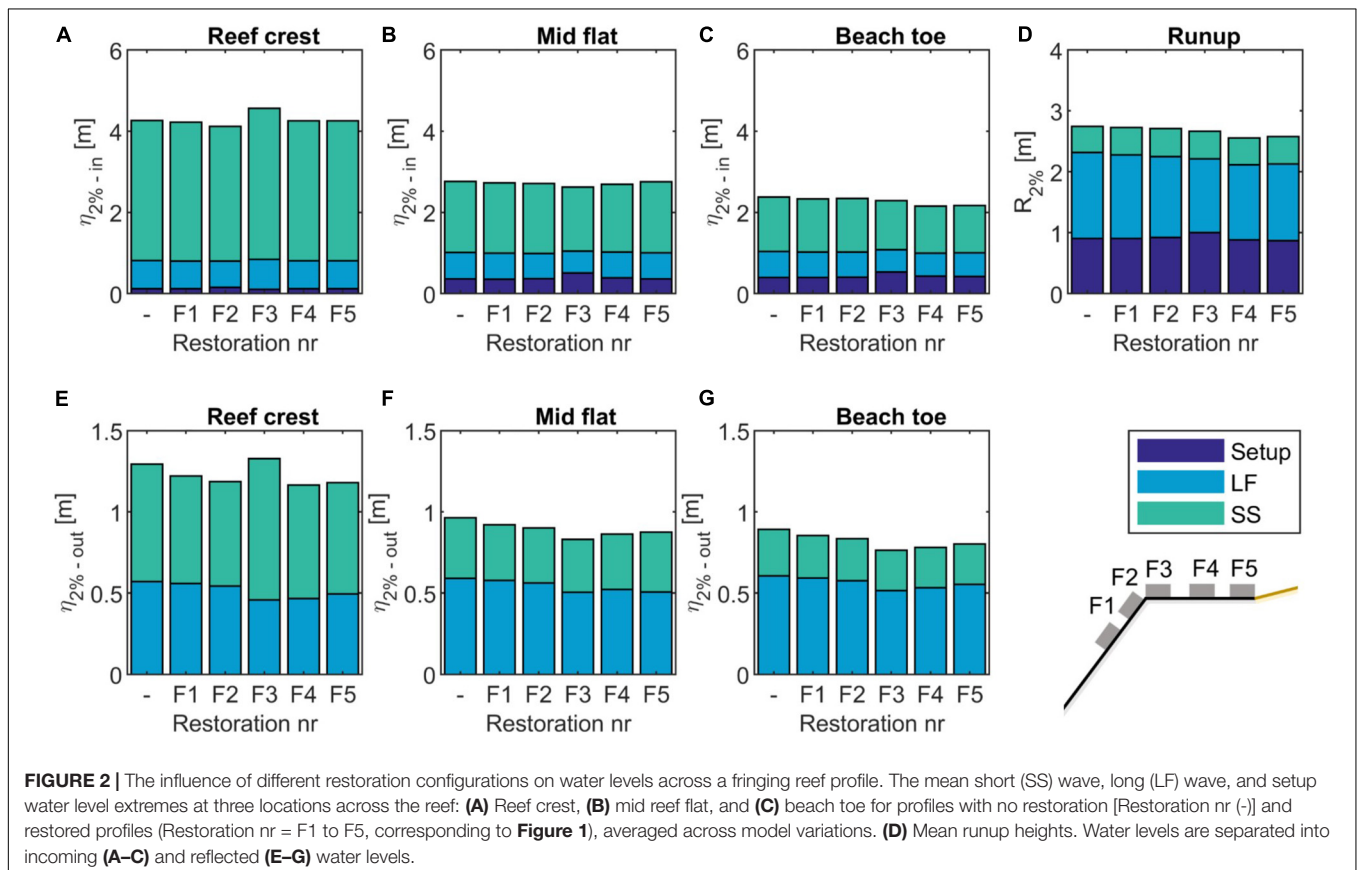 A Reef crest
6
4
2
0
η2% - in [m]
- F1 F2 F3 F4 F5
Restoration nr
B Mid flat
6
4
2
0
η2% - in [m]
- F1 F2 F3 F4 F5
Restoration nr
C Beach toe
6
4
2
0
η2% - in [m]
- F1 F2 F3 F4 F5
Restoration nr
D Runup
4
3
2
1
0
R2% [m]
- F1 F2 F3 F4 F5
Restoration nr
E Reef crest
1.5
1
0.5
0
η2% - out [m]
- F1 F2 F3 F4 F5
Restoration nr
F Mid flat
1.5
1
0.5
0
η2% - out [m]
- F1 F2 F3 F4 F5
Restoration nr
G Beach toe
1.5
1
0.5
0
η2% - out [m]
- F1 F2 F3 F4 F5
Restoration nr
Setup
LF
SS
F1
F2 F3 F4 F5
FIGURE 2 | The influence of different restoration configurations on water levels across a fringing reef profile. The mean short (SS) wave, long (LF) wave, and setup
water level extremes at three locations across the reef: (A) Reef crest, (B) mid reef flat, and (C) beach toe for profiles with no restoration [Restoration nr (-)] and
restored profiles (Restoration nr = F1 to F5, corresponding to Figure 1), averaged across model variations. (D) Mean runup heights. Water levels are separated into
incoming (A–C) and reflected (E–G) water levels.